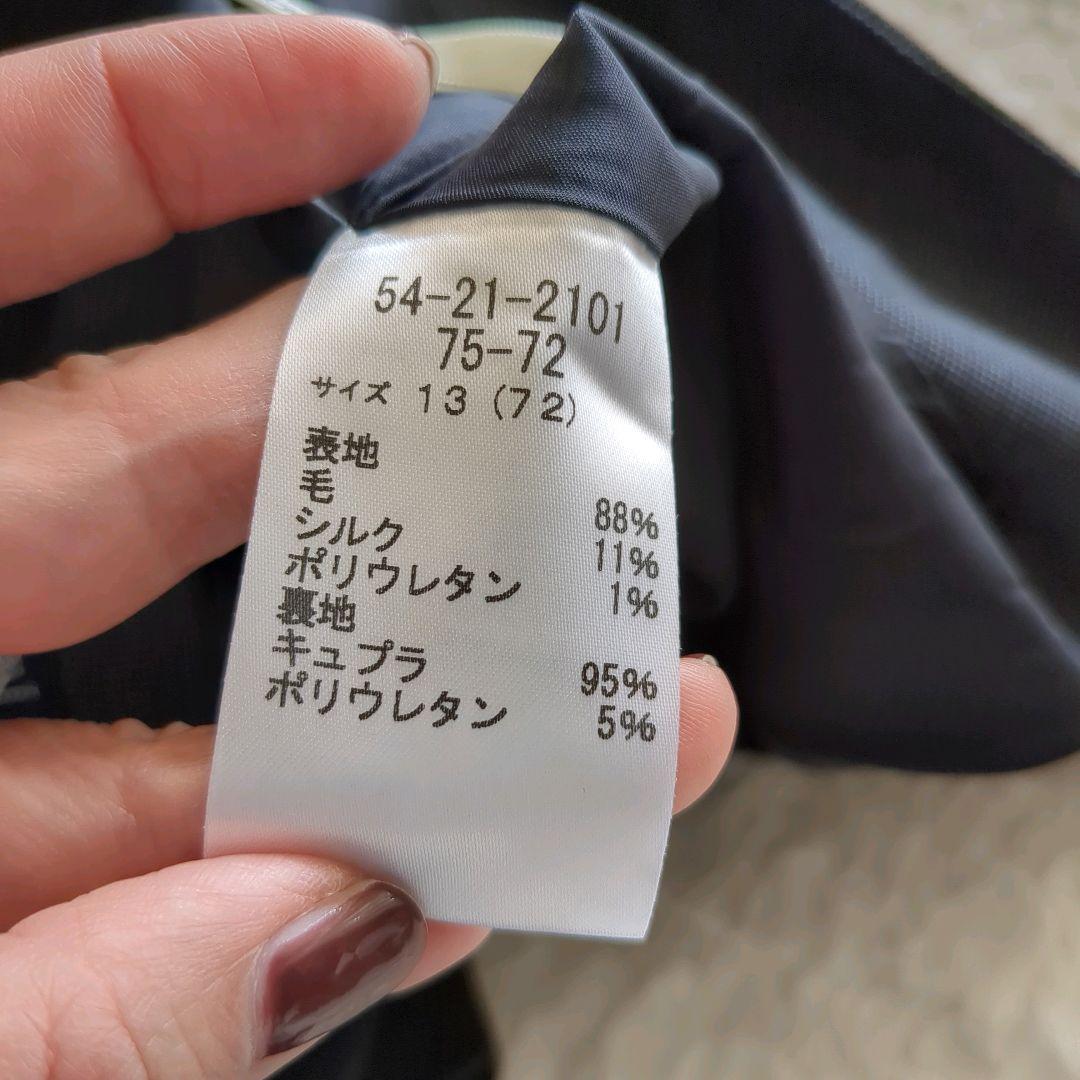 54-21-2101
75-72
サイズ 13 (72)
表地
毛 88%
シルク 11%
ポリウレタン 1%
裏地
キュプラ 95%
ポリウレタン 5%